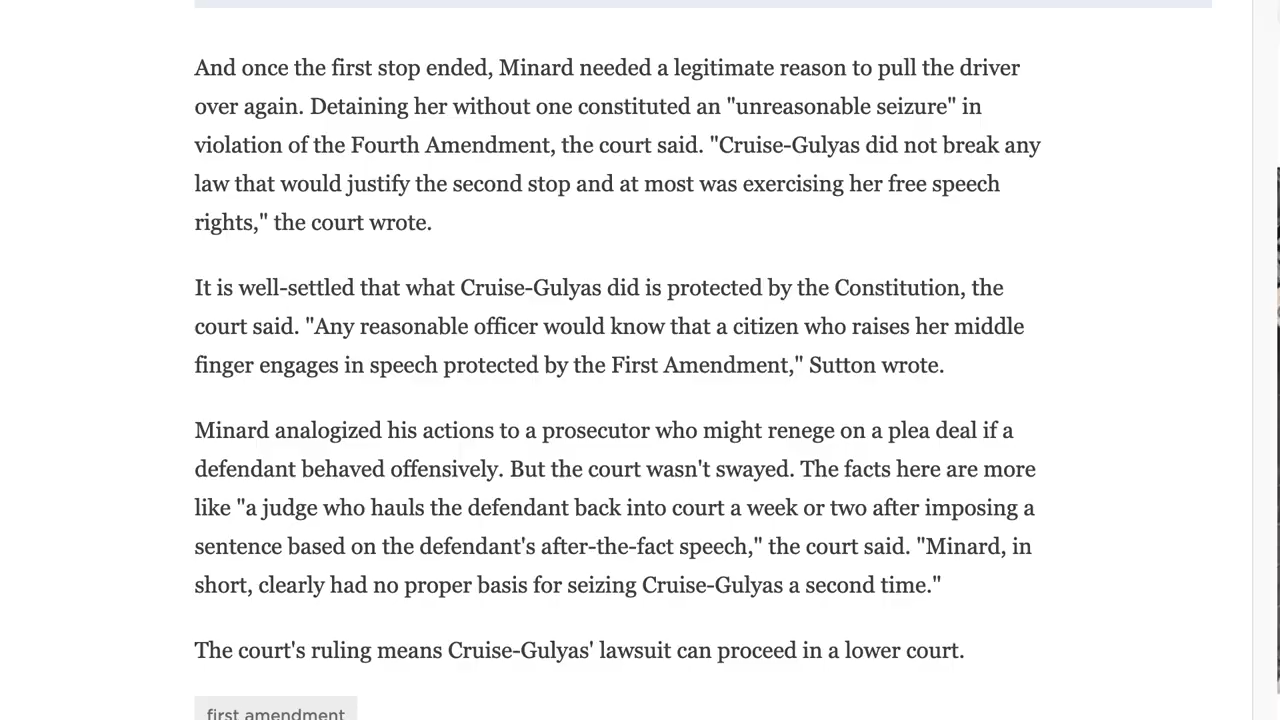 And once the first stop ended, Minard needed a legitimate reason to pull the driver
over again. Detaining her without one constituted an "unreasonable seizure" in
violation of the Fourth Amendment, the court said. "Cruise-Gulyas did not break any
law that would justify the second stop and at most was exercising her free speech
rights," the court wrote.
It is well-settled that what Cruise-Gulyas did is protected by the Constitution, the
court said. "Any reasonable officer would know that a citizen who raises her middle
finger engages in speech protected by the First Amendment," Sutton wrote.
Minard analogized his actions to a prosecutor who might renege on a plea deal if a
defendant behaved offensively. But the court wasn't swayed. The facts here are more
like "a judge who hauls the defendant back into court a week or two after imposing a
sentence based on the defendant's after-the-fact speech," the court said. "Minard, in
short, clearly had no proper basis for seizing Cruise-Gulyas a second time."
The court's ruling means Cruise-Gulyas' lawsuit can proceed in a lower court.
first amendment